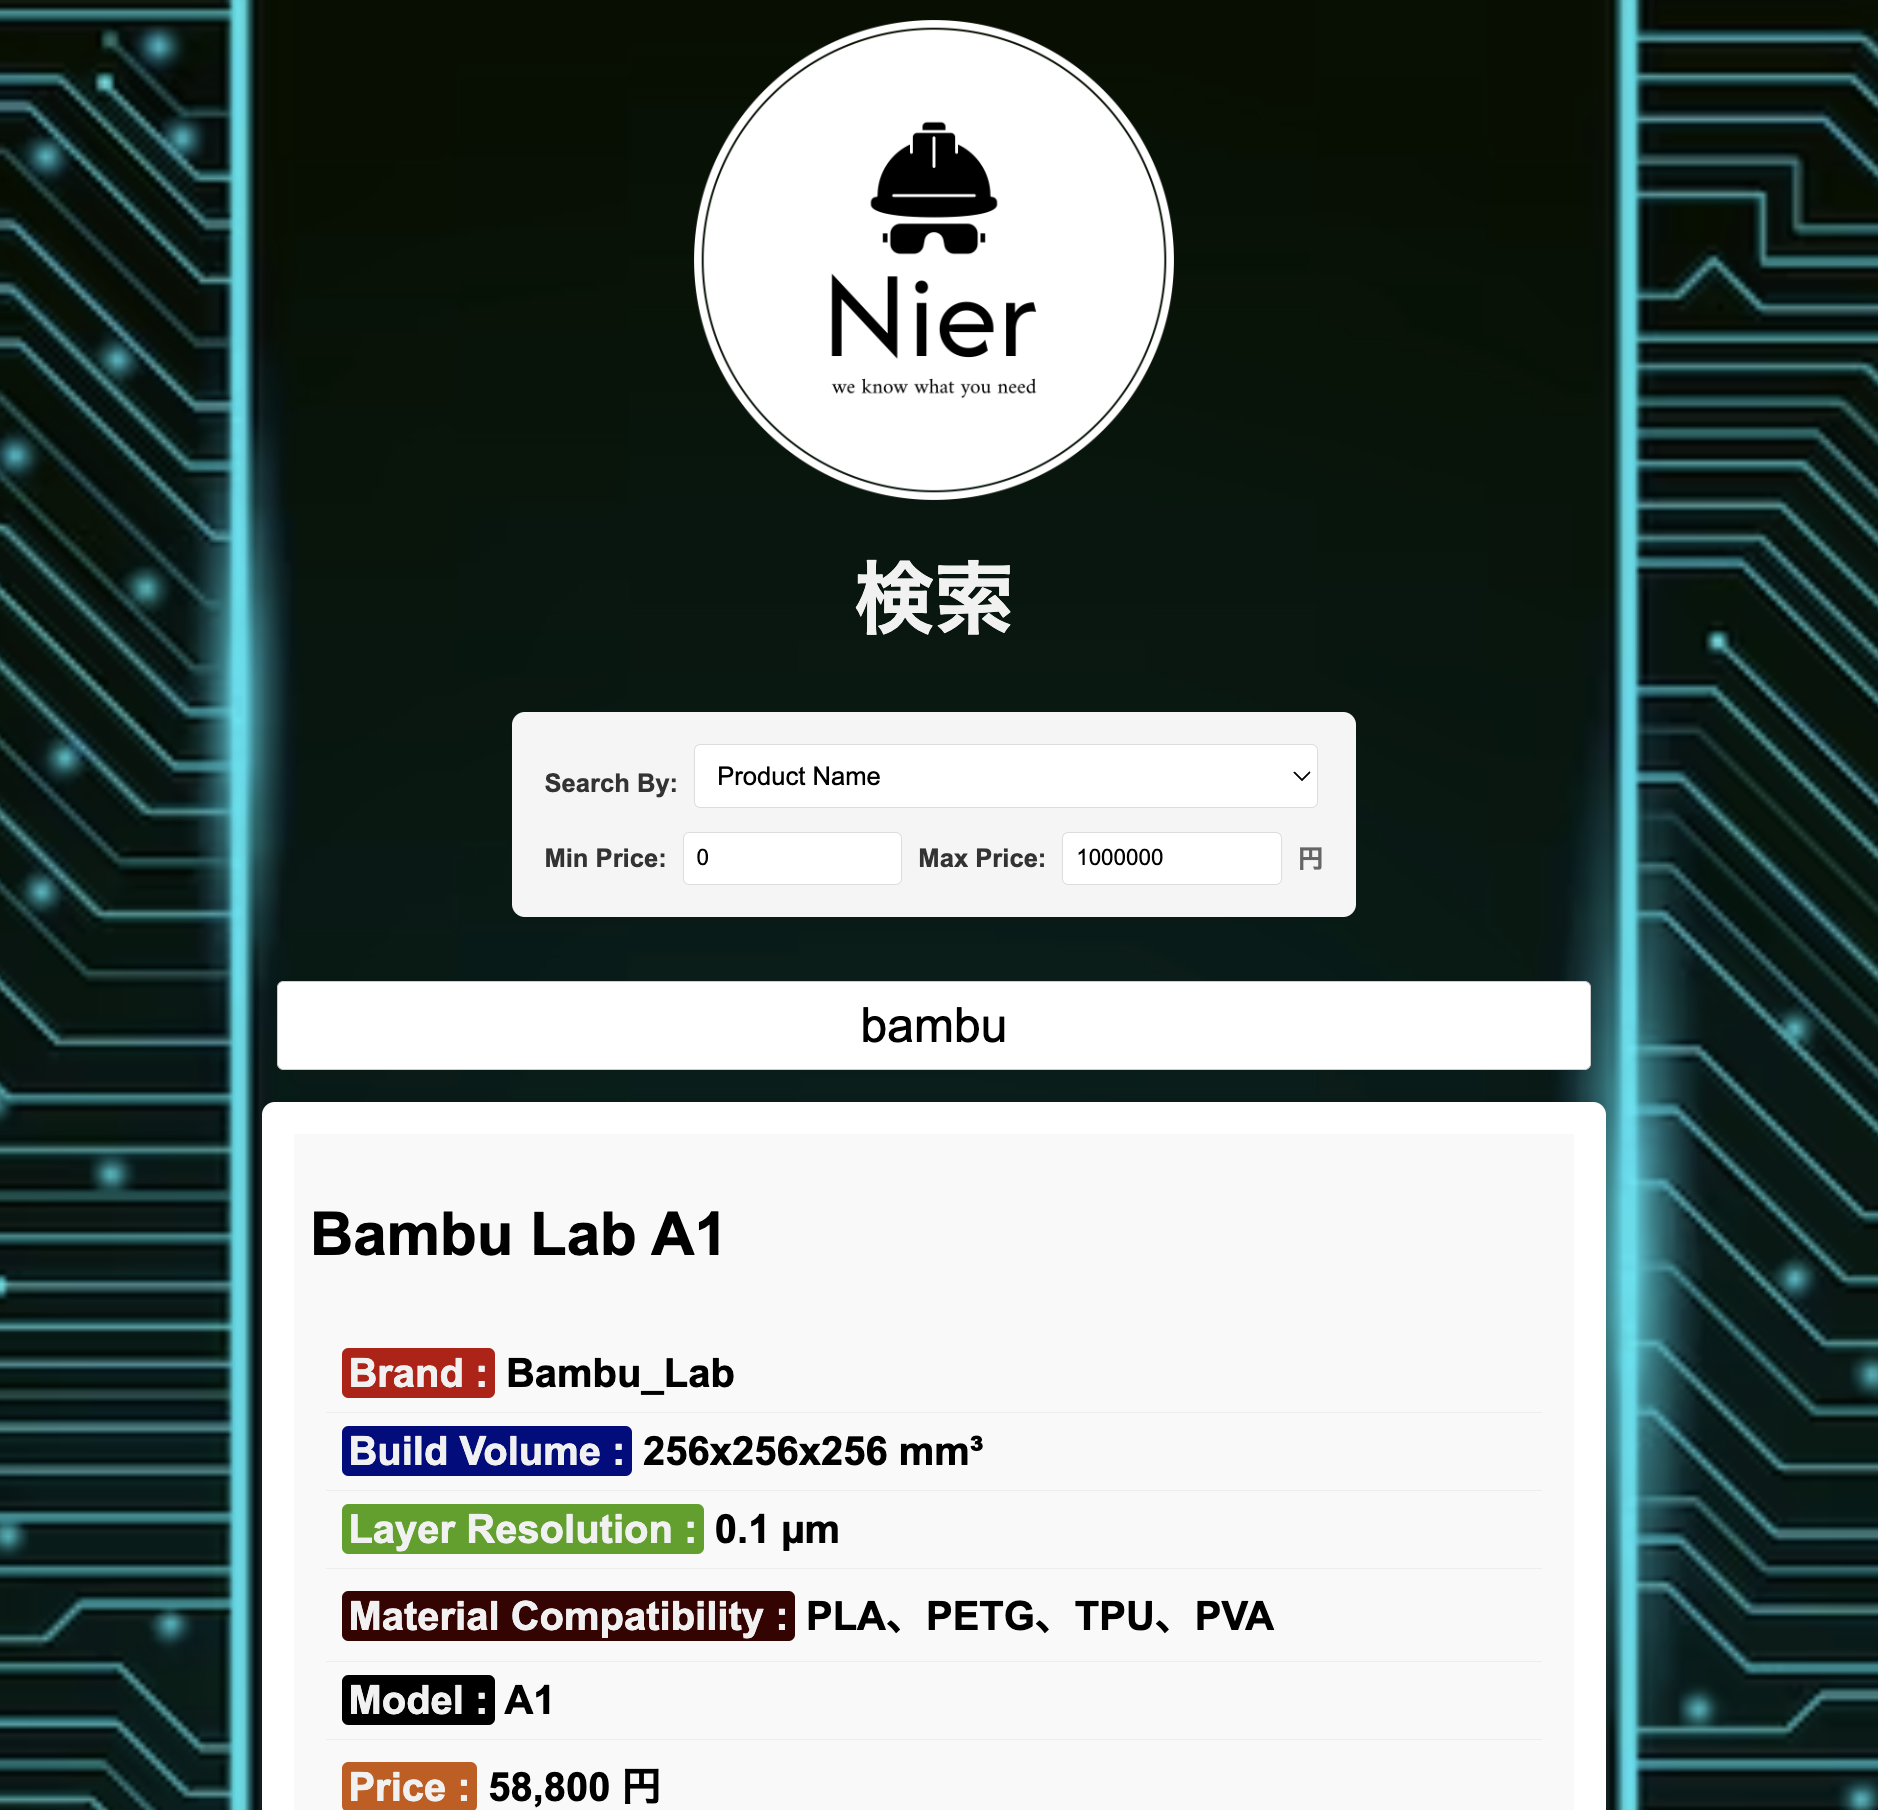 Nier
we know what you need
検索
Search By: Product Name
Min Price: 0 Max Price: 1000000 円
bambu
Bambu Lab A1
Brand : Bambu_Lab
Build Volume : 256x256x256 mm³
Layer Resolution : 0.1 µm
Material Compatibility : PLA、PETG、TPU、PVA
Model : A1
Price : 58,800 円